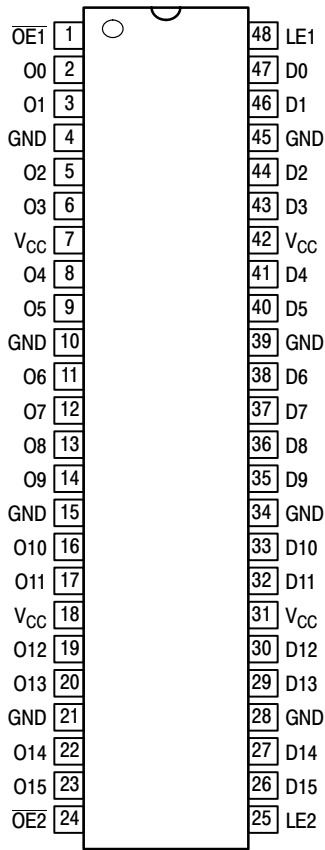 OE1 1 48 LE1
O0 2 47 D0
O1 3 46 D1
GND 4 45 GND
O2 5 44 D2
O3 6 43 D3
VCC 7 42 VCC
O4 8 41 D4
O5 9 40 D5
GND 10 39 GND
O6 11 38 D6
O7 12 37 D7
O8 13 36 D8
O9 14 35 D9
GND 15 34 GND
O10 16 33 D10
O11 17 32 D11
VCC 18 31 VCC
O12 19 30 D12
O13 20 29 D13
GND 21 28 GND
O14 22 27 D14
O15 23 26 D15
OE2 24 25 LE2